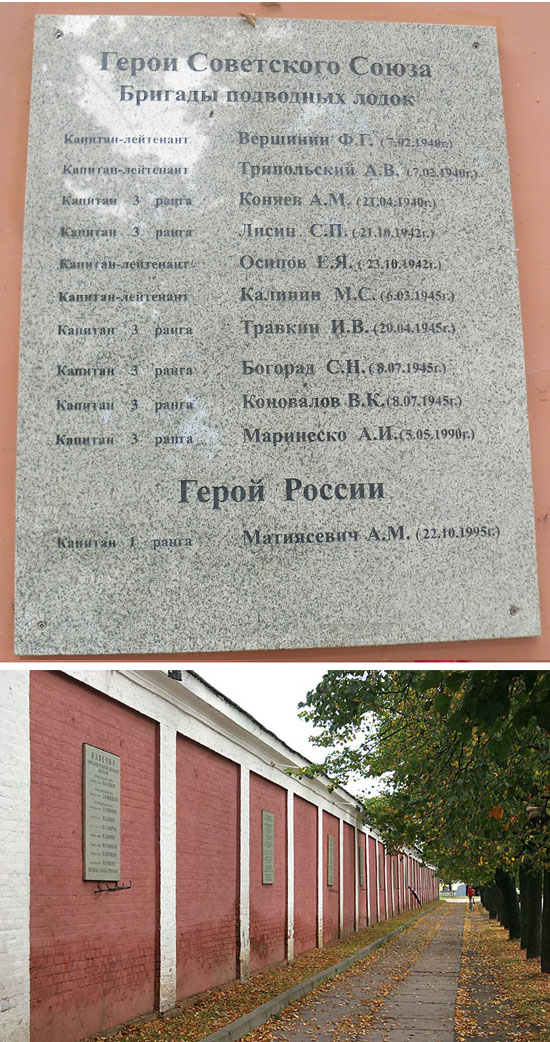 Герои Советского Союза
Бригады подводных лодок
Капитан-лейтенант Вершинин Ф.Г. (7.02.1940г.)
Капитан-лейтенант Трипольский А.В. (7.02.1940г.)
Капитан 3 ранга Коняев А.М. (21.04.1940г.)
Капитан 3 ранга Лисин С.П. (21.10.1942г.)
Капитан-лейтенант Осипов Е.Я. (23.10.1942г.)
Капитан-лейтенант Калинин М.С. (6.03.1945г.)
Капитан 3 ранга Травкин И.В. (20.04.1945г.)
Капитан 3 ранга Богорад С.Н. (8.07.1945г.)
Капитан 3 ранга Коновалов В.К. (8.07.1945г.)
Капитан 3 ранга Маринеско А.И. (5.05.1990г.)
Герой России
Капитан 1 ранга Матиясевич А.М. (22.10.1995г.)